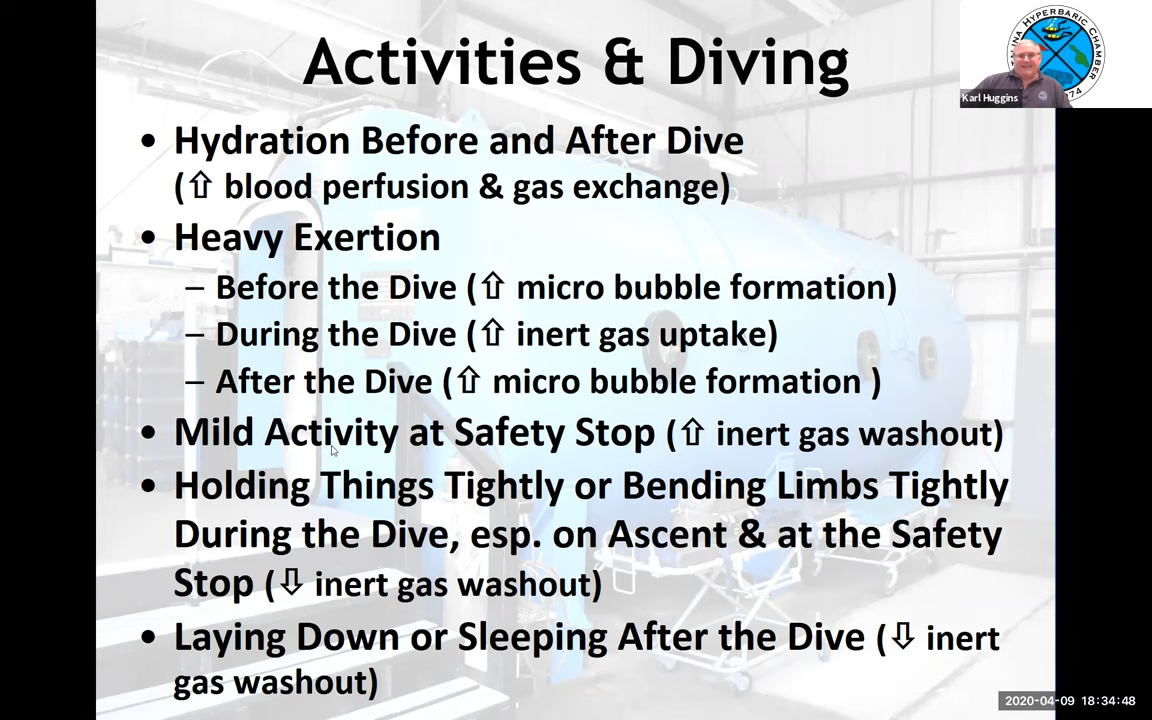 Activities & Diving
HYPERBARIC CHAMBER
Karl Huggins
• Hydration Before and After Dive
(⇧ blood perfusion & gas exchange)
• Heavy Exertion
– Before the Dive (⇧ micro bubble formation)
– During the Dive (⇧ inert gas uptake)
– After the Dive (⇧ micro bubble formation )
• Mild Activity at Safety Stop (⇧ inert gas washout)
• Holding Things Tightly or Bending Limbs Tightly
During the Dive, esp. on Ascent & at the Safety
Stop (⇩ inert gas washout)
• Laying Down or Sleeping After the Dive (⇩ inert
gas washout)
2020-04-09 18:34:48